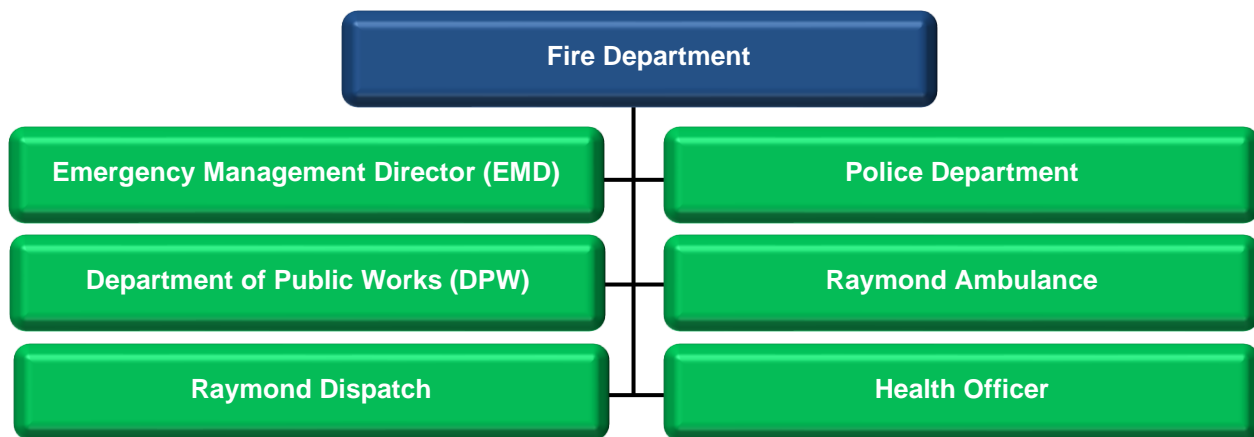 Fire Department
Emergency Management Director (EMD)
Police Department
Department of Public Works (DPW)
Raymond Ambulance
Raymond Dispatch
Health Officer